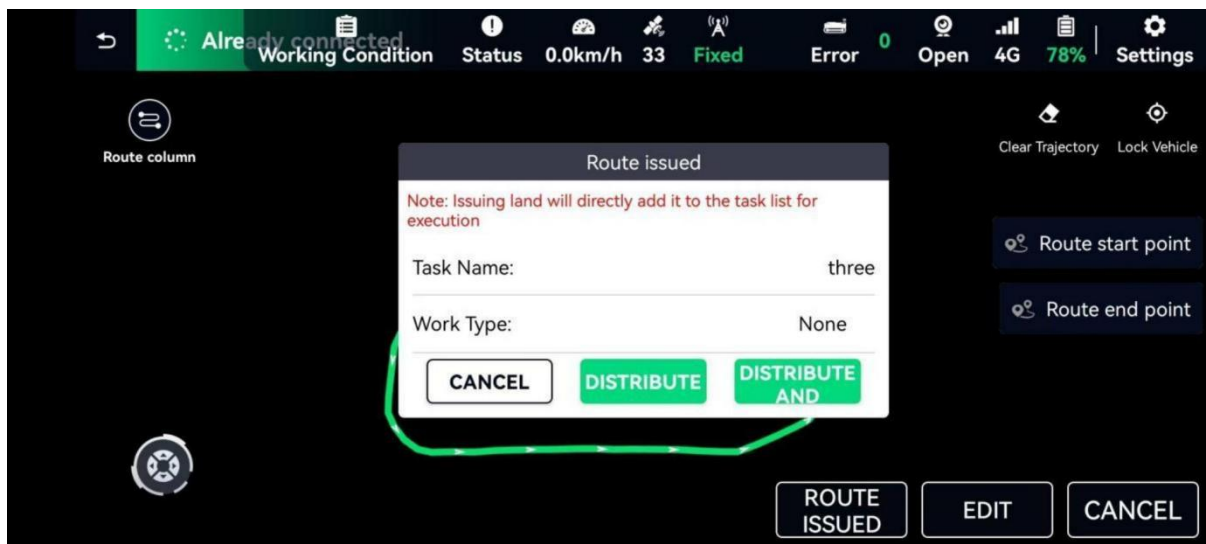 Already connected
Working Condition
Status
0.0km/h
33
Fixed
Error
0
Open
4G
78%
Settings
Route column
Clear Trajectory
Lock Vehicle
Route issued
Note: Issuing land will directly add it to the task list for
execution
Task Name:
three
Work Type:
None
CANCEL
DISTRIBUTE
DISTRIBUTE
AND
Route start point
Route end point
ROUTE
ISSUED
EDIT
CANCEL